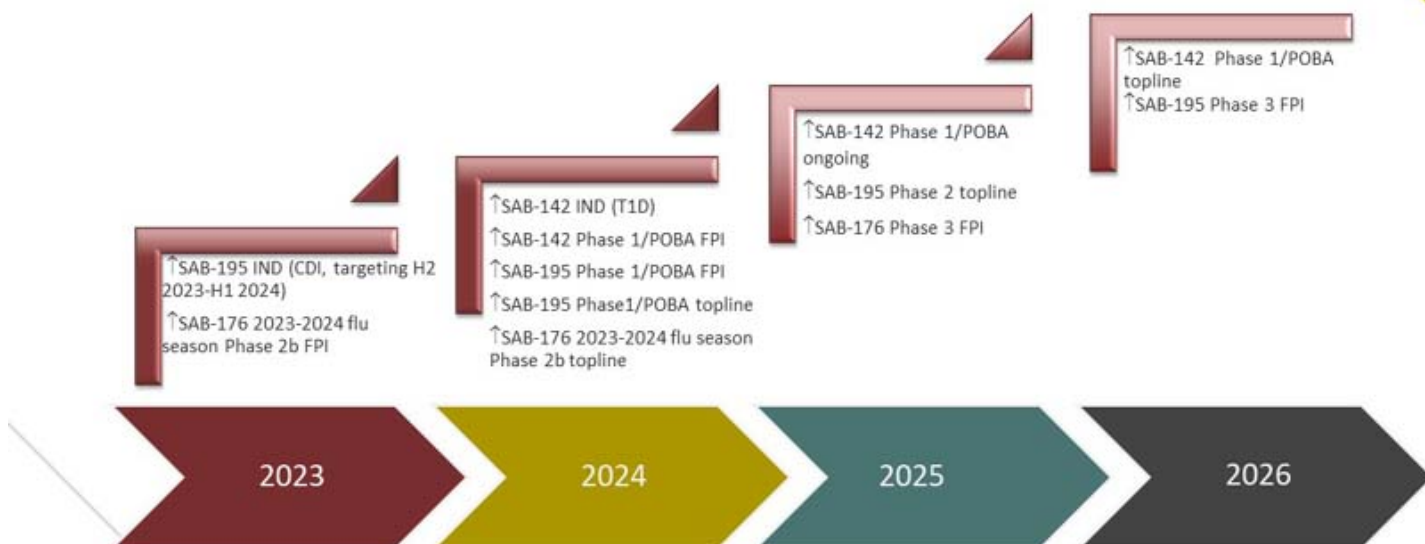 ↑SAB-195 IND (CDI, targeting H2
2023-H1 2024)
↑SAB-176 2023-2024 flu
season Phase 2b FPI
↑SAB-142 IND (T1D)
↑SAB-142 Phase 1/POBA FPI
↑SAB-195 Phase 1/POBA FPI
↑SAB-195 Phase1/POBA topline
↑SAB-176 2023-2024 flu season
Phase 2b topline
↑SAB-142 Phase 1/POBA
ongoing
↑SAB-195 Phase 2 topline
↑SAB-176 Phase 3 FPI
↑SAB-142 Phase 1/POBA
topline
↑SAB-195 Phase 3 FPI
2023
2024
2025
2026